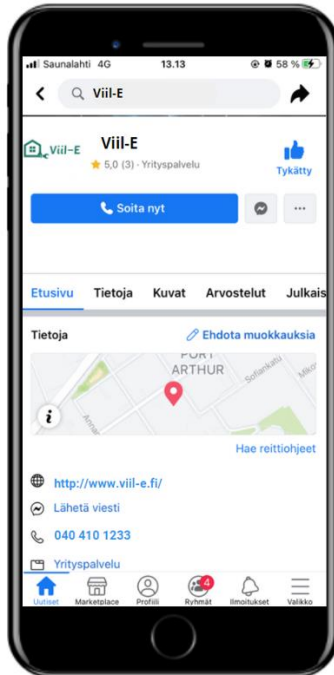 Saunalahti 4G 13.13 58 %
Viil-E
Viil-E
Viil-E
5,0 (3) · Yrityspalvelu
Tykätty
Soita nyt
Etusivu Tietoja Kuvat Arvostelut Julkais
Tietoja Ehdota muokkauksia
PORT
ARTHUR
Sofiankatu
Hae reittiohjeet
http://www.viil-e.fi/
Lähetä viesti
040 410 1233
Yrityspalvelu
4
Uutiset Marketplace Profiili Ryhmät Ilmoitukset Valikko